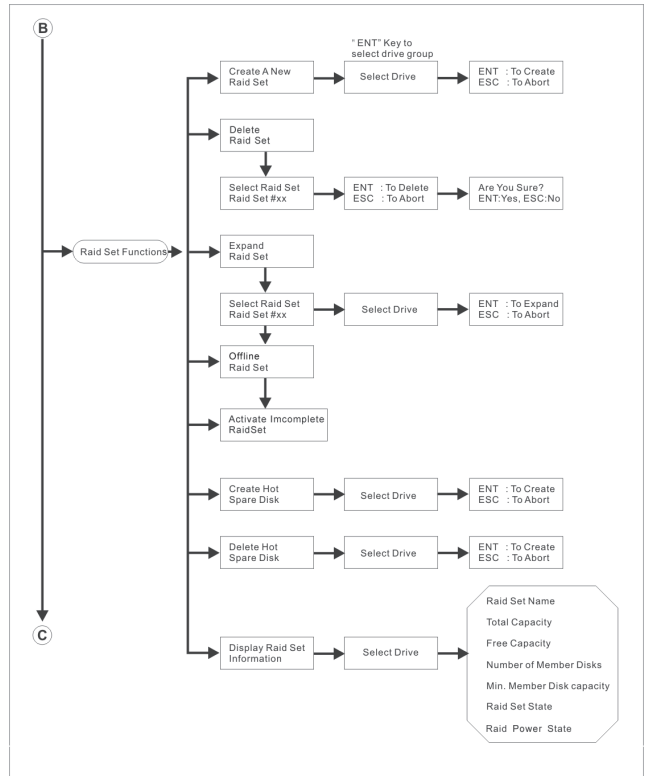 B
" ENT" Key to
select drive group
Create A New
Raid Set
Select Drive
ENT : To Create
ESC : To Abort
Delete
Raid Set
Select Raid Set
Raid Set #xx
ENT : To Delete
ESC : To Abort
Are You Sure?
ENT:Yes, ESC:No
Raid Set Functions
Expand
Raid Set
Select Raid Set
Raid Set #xx
Select Drive
ENT : To Expand
ESC : To Abort
Offline
Raid Set
Activate Imcomplete
RaidSet
Create Hot
Spare Disk
Select Drive
ENT : To Create
ESC : To Abort
Delete Hot
Spare Disk
Select Drive
ENT : To Create
ESC : To Abort
C
Display Raid Set
Information
Select Drive
Raid Set Name
Total Capacity
Free Capacity
Number of Member Disks
Min. Member Disk capacity
Raid Set State
Raid Power State